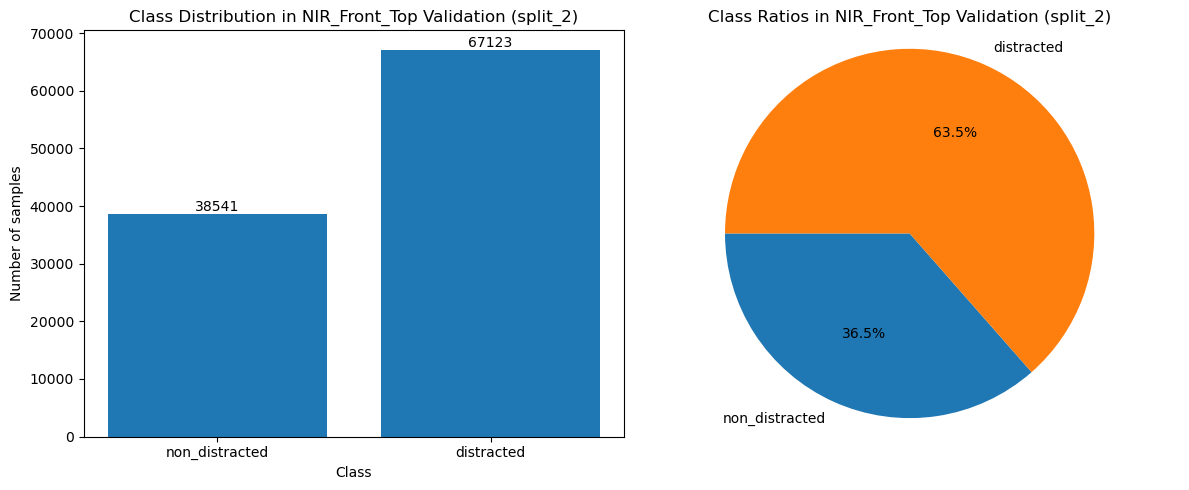 Class Distribution in NIR_Front_Top Validation (split_2)
70000
60000
50000
40000
30000
20000
10000
0
Number of samples
38541
67123
non_distracted
distracted
Class
Class Ratios in NIR_Front_Top Validation (split_2)
distracted
63.5%
36.5%
non_distracted